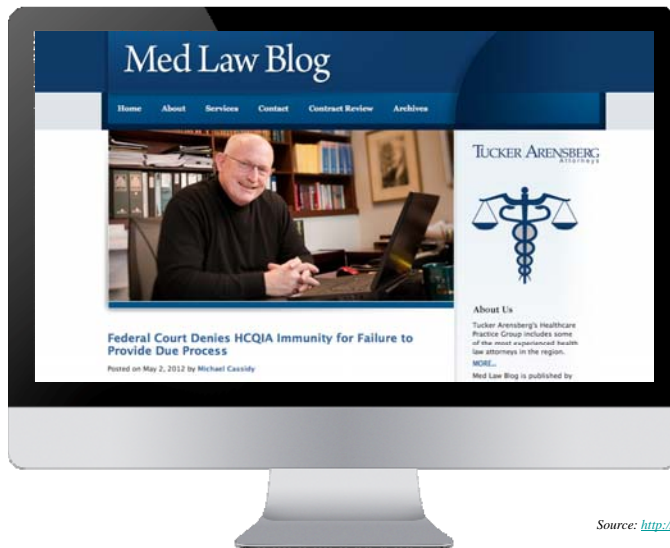 Med Law Blog
Home About Services Contact Contract Review Archives
TUCKER ARENSBERG
Attorneys
About Us
Tucker Arensberg's Healthcare
Practice Group includes some
of the most experienced health
law attorneys in the region.
MORE...
Med Law Blog is published by
Federal Court Denies HCQIA Immunity for Failure to
Provide Due Process
Posted on May 2, 2012 by Michael Cassidy
Source: http:/